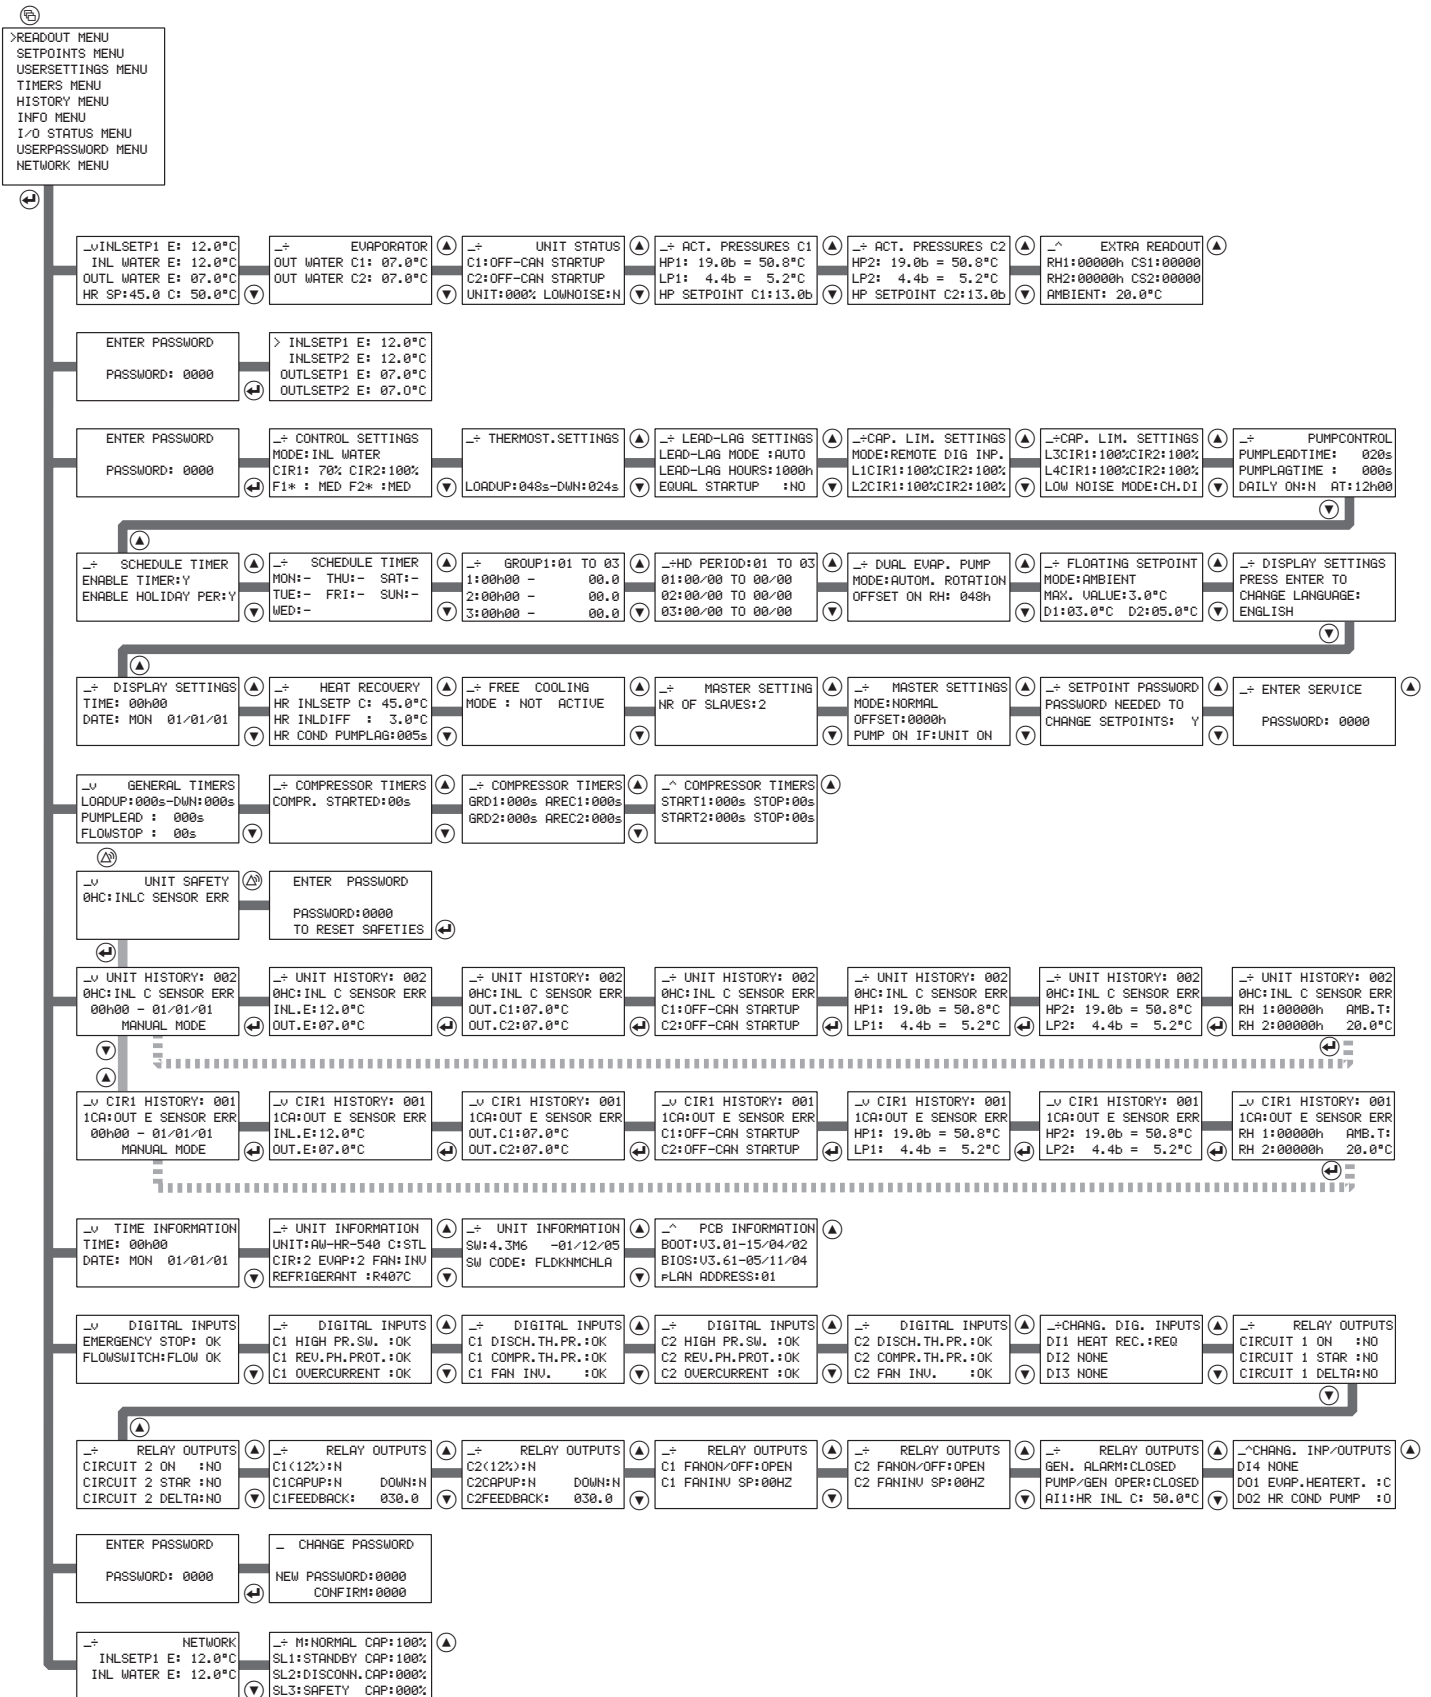 >READOUT MENU
SETPOINTS MENU
USERSETTINGS MENU
TIMERS MENU
HISTORY MENU
INFO MENU
I/O STATUS MENU
USERPASSWORD MENU
NETWORK MENU
_vINLSETP1 E: 12.0°C
INL WATER E: 12.0°C
OUTL WATER E: 07.0°C
HR SP:45.0 C: 50.0°C
_÷ EVAPORATOR
OUT WATER C1: 07.0°C
OUT WATER C2: 07.0°C
_÷ UNIT STATUS
C1:OFF-CAN STARTUP
C2:OFF-CAN STARTUP
UNIT:000% LOWNOISE:N
_÷ ACT. PRESSURES C1
HP1: 19.0b = 50.8°C
LP1: 4.4b = 5.2°C
HP SETPOINT C1:13.0b
_÷ ACT. PRESSURES C2
HP2: 19.0b = 50.8°C
LP2: 4.4b = 5.2°C
HP SETPOINT C2:13.0b
_^ EXTRA READOUT
RH1:00000h CS1:00000
RH2:00000h CS2:00000
AMBIENT: 20.0°C
ENTER PASSWORD
PASSWORD: 0000
> INLSETP1 E: 12.0°C
INLSETP2 E: 12.0°C
OUTLSETP1 E: 07.0°C
OUTLSETP2 E: 07.0°C
ENTER PASSWORD
PASSWORD: 0000
_÷ CONTROL SETTINGS
MODE:INL WATER
CIR1: 70% CIR2:100%
F1* : MED F2* :MED
_÷ THERMOST.SETTINGS
LOADUP:048s-DWN:024s
_÷ LEAD-LAG SETTINGS
LEAD-LAG MODE :AUTO
LEAD-LAG HOURS:1000h
EQUAL STARTUP :NO
_÷CAP. LIM. SETTINGS
MODE:REMOTE DIG INP.
L1CIR1:100%CIR2:100%
L2CIR1:100%CIR2:100%
_÷CAP. LIM. SETTINGS
L3CIR1:100%CIR2:100%
L4CIR1:100%CIR2:100%
LOW NOISE MODE:CH.DI
_÷ PUMPCONTROL
PUMPLEADTIME: 020s
PUMPLAGTIME : 000s
DAILY ON:N AT:12h00
_÷ SCHEDULE TIMER
ENABLE TIMER:Y
ENABLE HOLIDAY PER:Y
_÷ SCHEDULE TIMER
MON:- THU:- SAT:-
TUE:- FRI:- SUN:-
WED:-
_÷ GROUP1:01 TO 03
1:00h00 - 00.0
2:00h00 - 00.0
3:00h00 - 00.0
_÷HD PERIOD:01 TO 03
01:00/00 TO 00/00
02:00/00 TO 00/00
03:00/00 TO 00/00
_÷ DUAL EVAP. PUMP
MODE:AUTOM. ROTATION
OFFSET ON RH: 048h
_÷ FLOATING SETPOINT
MODE:AMBIENT
MAX. VALUE:3.0°C
D1:03.0°C D2:05.0°C
_÷ DISPLAY SETTINGS
PRESS ENTER TO
CHANGE LANGUAGE:
ENGLISH
_÷ DISPLAY SETTINGS
TIME: 00h00
DATE: MON 01/01/01
_÷ HEAT RECOVERY
HR INLSETP C: 45.0°C
HR INLDIFF : 3.0°C
HR COND PUMPLAG:005s
_÷ FREE COOLING
MODE : NOT ACTIVE
_÷ MASTER SETTING
NR OF SLAVES:2
_÷ MASTER SETTINGS
MODE:NORMAL
OFFSET:0000h
PUMP ON IF:UNIT ON
_÷ SETPOINT PASSWORD
PASSWORD NEEDED TO
CHANGE SETPOINTS: Y
_÷ ENTER SERVICE
PASSWORD: 0000
_v GENERAL TIMERS
LOADUP:000s-DWN:000s
PUMPLEAD : 000s
FLOWSTOP : 00s
_÷ COMPRESSOR TIMERS
COMPR. STARTED:00s
_÷ COMPRESSOR TIMERS
GRD1:000s AREC1:000s
GRD2:000s AREC2:000s
_^ COMPRESSOR TIMERS
START1:000s STOP:00s
START2:000s STOP:00s
_v UNIT SAFETY
0HC:INLC SENSOR ERR
ENTER PASSWORD
PASSWORD:0000
TO RESET SAFETIES
_v UNIT HISTORY: 002
0HC:INL C SENSOR ERR
00h00 - 01/01/01
MANUAL MODE
_÷ UNIT HISTORY: 002
0HC:INL C SENSOR ERR
INL.E:12.0°C
OUT.E:07.0°C
_÷ UNIT HISTORY: 002
0HC:INL C SENSOR ERR
OUT.C1:07.0°C
OUT.C2:07.0°C
_÷ UNIT HISTORY: 002
0HC:INL C SENSOR ERR
C1:OFF-CAN STARTUP
C2:OFF-CAN STARTUP
_÷ UNIT HISTORY: 002
0HC:INL C SENSOR ERR
HP1: 19.0b = 50.8°C
LP1: 4.4b = 5.2°C
_÷ UNIT HISTORY: 002
0HC:INL C SENSOR ERR
HP2: 19.0b = 50.8°C
LP2: 4.4b = 5.2°C
_÷ UNIT HISTORY: 002
0HC:INL C SENSOR ERR
RH 1:00000h AMB.T:
RH 2:00000h 20.0°C
_v CIR1 HISTORY: 001
1CA:OUT E SENSOR ERR
00h00 - 01/01/01
MANUAL MODE
_v CIR1 HISTORY: 001
1CA:OUT E SENSOR ERR
INL.E:12.0°C
OUT.E:07.0°C
_v CIR1 HISTORY: 001
1CA:OUT E SENSOR ERR
OUT.C1:07.0°C
OUT.C2:07.0°C
_v CIR1 HISTORY: 001
1CA:OUT E SENSOR ERR
C1:OFF-CAN STARTUP
C2:OFF-CAN STARTUP
_v CIR1 HISTORY: 001
1CA:OUT E SENSOR ERR
HP1: 19.0b = 50.8°C
LP1: 4.4b = 5.2°C
_v CIR1 HISTORY: 001
1CA:OUT E SENSOR ERR
HP2: 19.0b = 50.8°C
LP2: 4.4b = 5.2°C
_v CIR1 HISTORY: 001
1CA:OUT E SENSOR ERR
RH 1:00000h AMB.T:
RH 2:00000h 20.0°C
_v TIME INFORMATION
TIME: 00h00
DATE: MON 01/01/01
_÷ UNIT INFORMATION
UNIT:AW-HR-540 C:STL
CIR:2 EVAP:2 FAN:INV
REFRIGERANT :R407C
_÷ UNIT INFORMATION
SW:4.3M6 -01/12/05
SW CODE: FLDKNMCHLA
_^ PCB INFORMATION
BOOT:V3.01-15/04/02
BIOS:V3.61-05/11/04
pLAN ADDRESS:01
_v DIGITAL INPUTS
EMERGENCY STOP: OK
FLOWSWITCH:FLOW OK
_÷ DIGITAL INPUTS
C1 HIGH PR.SW. :OK
C1 REV.PH.PROT.:OK
C1 OVERCURRENT :OK
_÷ DIGITAL INPUTS
C1 DISCH.TH.PR.:OK
C1 COMPR.TH.PR.:OK
C1 FAN INV. :OK
_÷ DIGITAL INPUTS
C2 HIGH PR.SW. :OK
C2 REV.PH.PROT.:OK
C2 OVERCURRENT :OK
_÷ DIGITAL INPUTS
C2 DISCH.TH.PR.:OK
C2 COMPR.TH.PR.:OK
C2 FAN INV. :OK
_÷CHANG. DIG. INPUTS
DI1 HEAT REC.:REQ
DI2 NONE
DI3 NONE
_÷ RELAY OUTPUTS
CIRCUIT 1 ON :NO
CIRCUIT 1 STAR :NO
CIRCUIT 1 DELTA:NO
_÷ RELAY OUTPUTS
CIRCUIT 2 ON :NO
CIRCUIT 2 STAR :NO
CIRCUIT 2 DELTA:NO
_÷ RELAY OUTPUTS
C1(12%):N
C1CAPUP:N DOWN:N
C1FEEDBACK: 030.0
_÷ RELAY OUTPUTS
C2(12%):N
C2CAPUP:N DOWN:N
C2FEEDBACK: 030.0
_÷ RELAY OUTPUTS
C1 FANON/OFF:OPEN
C1 FANINV SP:00HZ
_÷ RELAY OUTPUTS
C2 FANON/OFF:OPEN
C2 FANINV SP:00HZ
_÷ RELAY OUTPUTS
GEN. ALARM:CLOSED
PUMP/GEN OPER:CLOSED
AI1:HR INL C: 50.0°C
_^CHANG. INP/OUTPUTS
DI4 NONE
DO1 EVAP.HEATERT. :C
DO2 HR COND PUMP :O
ENTER PASSWORD
PASSWORD: 0000
_ CHANGE PASSWORD
NEW PASSWORD:0000
CONFIRM:0000
_÷ NETWORK
INLSETP1 E: 12.0°C
INL WATER E: 12.0°C
_÷ M:NORMAL CAP:100%
SL1:STANDBY CAP:100%
SL2:DISCONN.CAP:000%
SL3:SAFETY CAP:000%